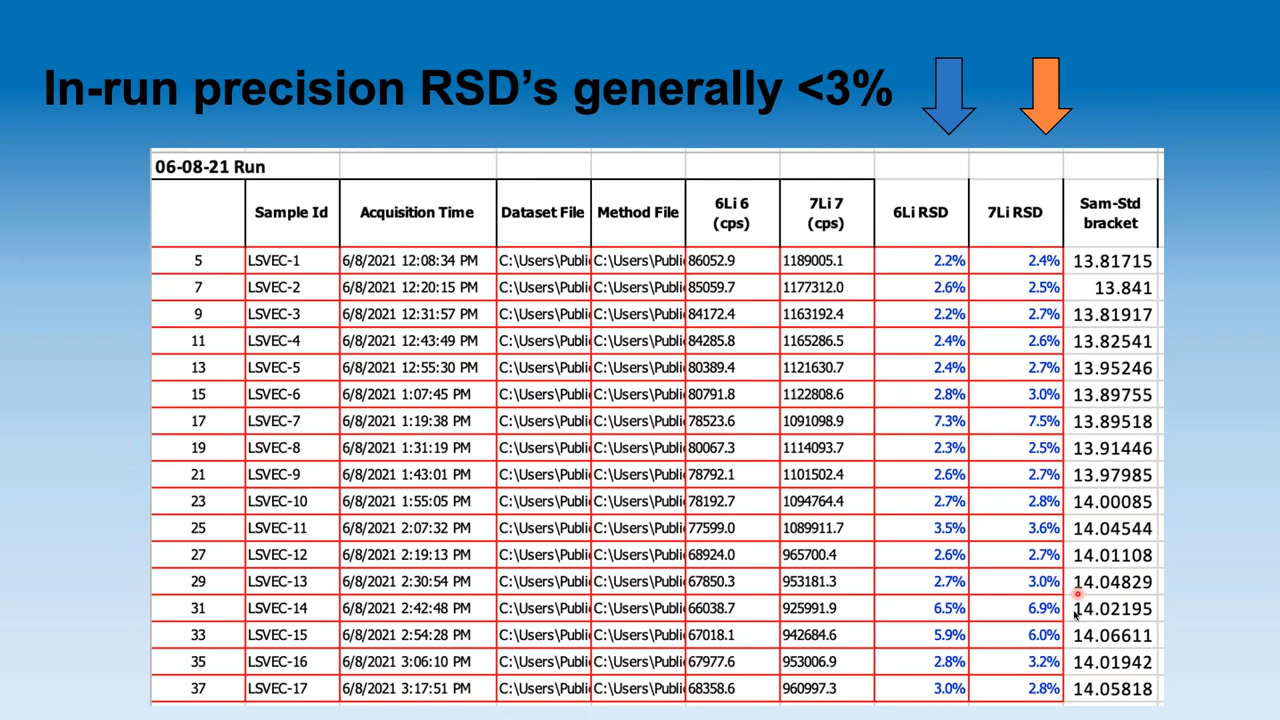 In-run precision RSD's generally <3%
06-08-21 Run
Sample Id Acquisition Time Dataset File Method File 6Li 6 (cps) 7Li 7 (cps) 6Li RSD 7Li RSD Sam-Std bracket
5 LSVEC-1 6/8/2021 12:08:34 PM C:\Users\Publi C:\Users\Publi 86052.9 1189005.1 2.2% 2.4% 13.81715
7 LSVEC-2 6/8/2021 12:20:15 PM C:\Users\Publi C:\Users\Publi 85059.7 1177312.0 2.6% 2.5% 13.841
9 LSVEC-3 6/8/2021 12:31:57 PM C:\Users\Publi C:\Users\Publi 84172.4 1163192.4 2.2% 2.7% 13.81917
11 LSVEC-4 6/8/2021 12:43:49 PM C:\Users\Publi C:\Users\Publi 84285.8 1165286.5 2.4% 2.6% 13.82541
13 LSVEC-5 6/8/2021 12:55:30 PM C:\Users\Publi C:\Users\Publi 80389.4 1121630.7 2.4% 2.7% 13.95246
15 LSVEC-6 6/8/2021 1:07:45 PM C:\Users\Publi C:\Users\Publi 80791.8 1122808.6 2.8% 3.0% 13.89755
17 LSVEC-7 6/8/2021 1:19:38 PM C:\Users\Publi C:\Users\Publi 78523.6 1091098.9 7.3% 7.5% 13.89518
19 LSVEC-8 6/8/2021 1:31:19 PM C:\Users\Publi C:\Users\Publi 80067.3 1114093.7 2.3% 2.5% 13.91446
21 LSVEC-9 6/8/2021 1:43:01 PM C:\Users\Publi C:\Users\Publi 78792.1 1101502.4 2.6% 2.7% 13.97985
23 LSVEC-10 6/8/2021 1:55:05 PM C:\Users\Publi C:\Users\Publi 78192.7 1094764.4 2.7% 2.8% 14.00085
25 LSVEC-11 6/8/2021 2:07:32 PM C:\Users\Publi C:\Users\Publi 77599.0 1089911.7 3.5% 3.6% 14.04544
27 LSVEC-12 6/8/2021 2:19:13 PM C:\Users\Publi C:\Users\Publi 68924.0 965700.4 2.6% 2.7% 14.01108
29 LSVEC-13 6/8/2021 2:30:54 PM C:\Users\Publi C:\Users\Publi 67850.3 953181.3 2.7% 3.0% 14.04829
31 LSVEC-14 6/8/2021 2:42:48 PM C:\Users\Publi C:\Users\Publi 66038.7 925991.9 6.5% 6.9% 14.02195
33 LSVEC-15 6/8/2021 2:54:28 PM C:\Users\Publi C:\Users\Publi 67018.1 942684.6 5.9% 6.0% 14.06611
35 LSVEC-16 6/8/2021 3:06:10 PM C:\Users\Publi C:\Users\Publi 67977.6 953006.9 2.8% 3.2% 14.01942
37 LSVEC-17 6/8/2021 3:17:51 PM C:\Users\Publi C:\Users\Publi 68358.6 960997.3 3.0% 2.8% 14.05818